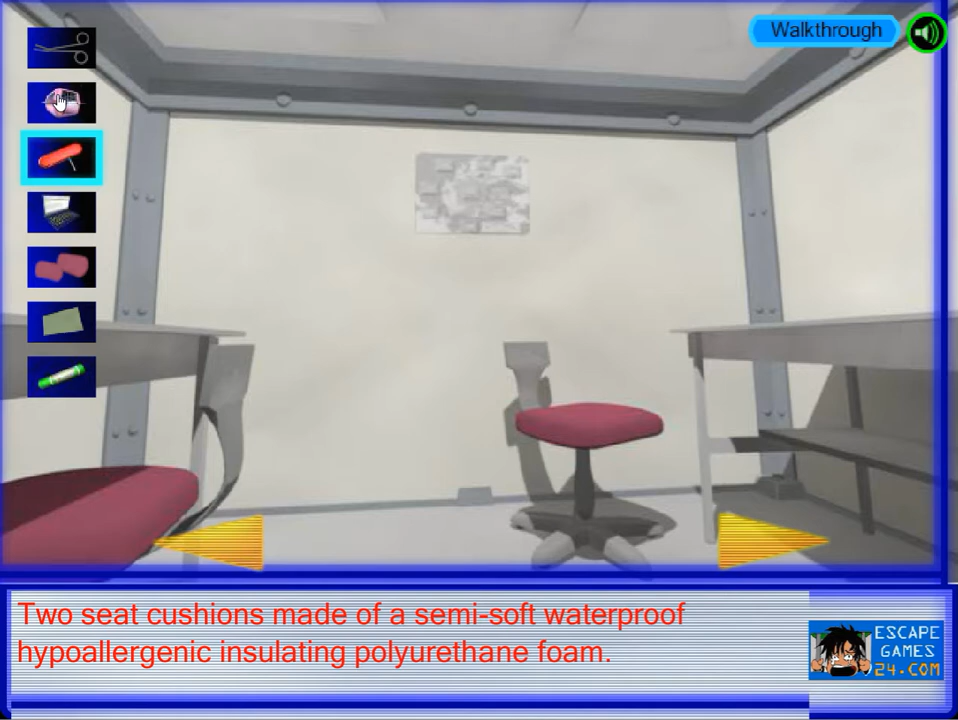 Walkthrough
Two seat cushions made of a semi-soft waterproof
hypoallergenic insulating polyurethane foam.
ESCAPE
GAMES
24.COM